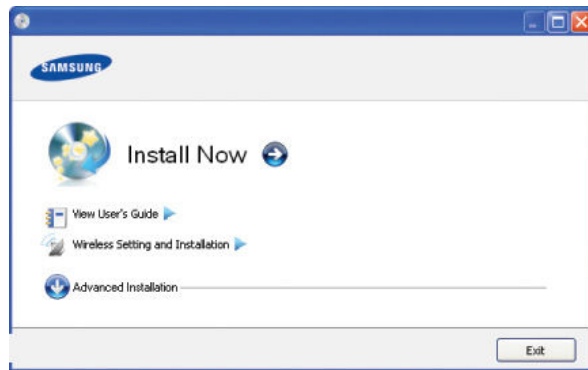 SAMSUNG
Install Now
View User's Guide
Wireless Setting and Installation
Advanced Installation
Exit